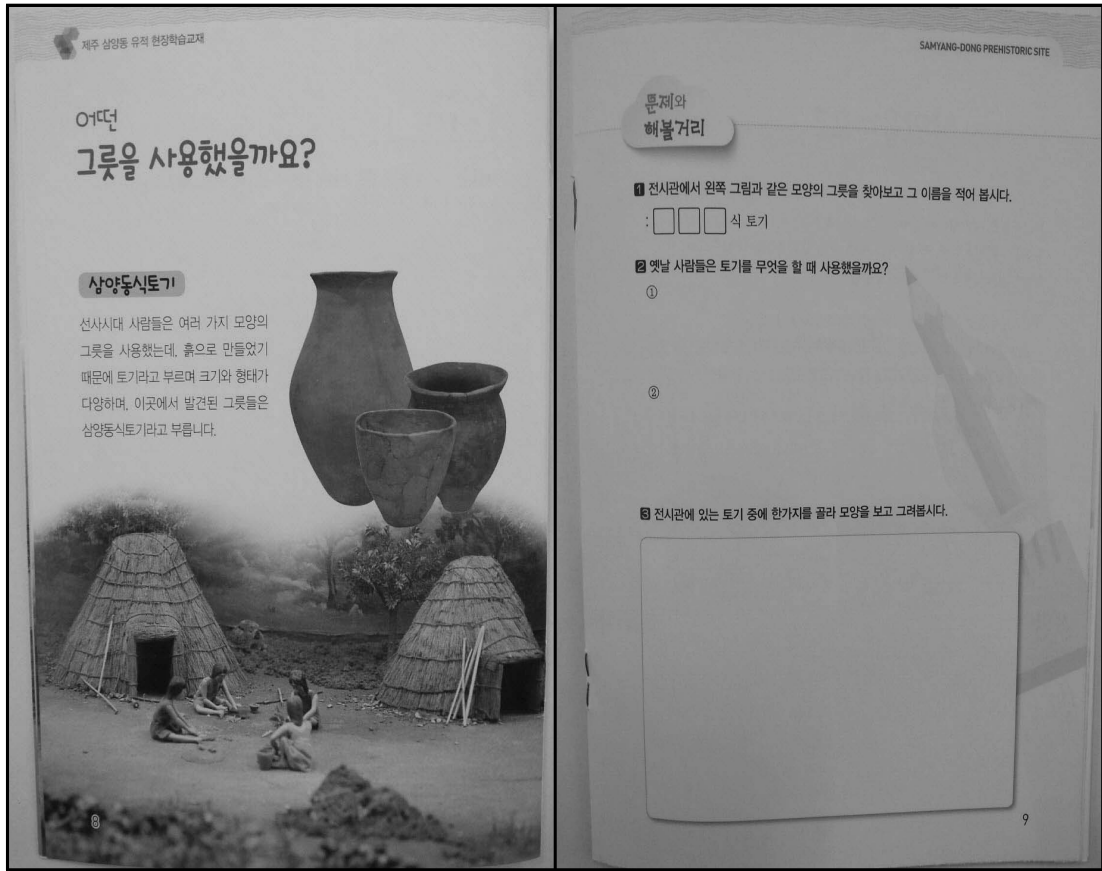 제주 삼양동 유적 현장학습교재
어떤
그릇을 사용했을까요?
삼양동식토기
선사시대 사람들은 여러 가지 모양의
그릇을 사용했는데, 흙으로 만들었기
때문에 토기라고 부르며 크기와 형태가
다양하며, 이곳에서 발견된 그릇들은
삼양동식토기라고 부릅니다.
8
SAMYANG-DONG PREHISTORIC SITE
문제와
해볼거리
1 전시관에서 왼쪽 그림과 같은 모양의 그릇을 찾아보고 그 이름을 적어 봅시다.
: □□□ 식 토기
2 옛날 사람들은 토기를 무엇을 할 때 사용했을까요?
①
②
3 전시관에 있는 토기 중에 한가지를 골라 모양을 보고 그려봅시다.
9